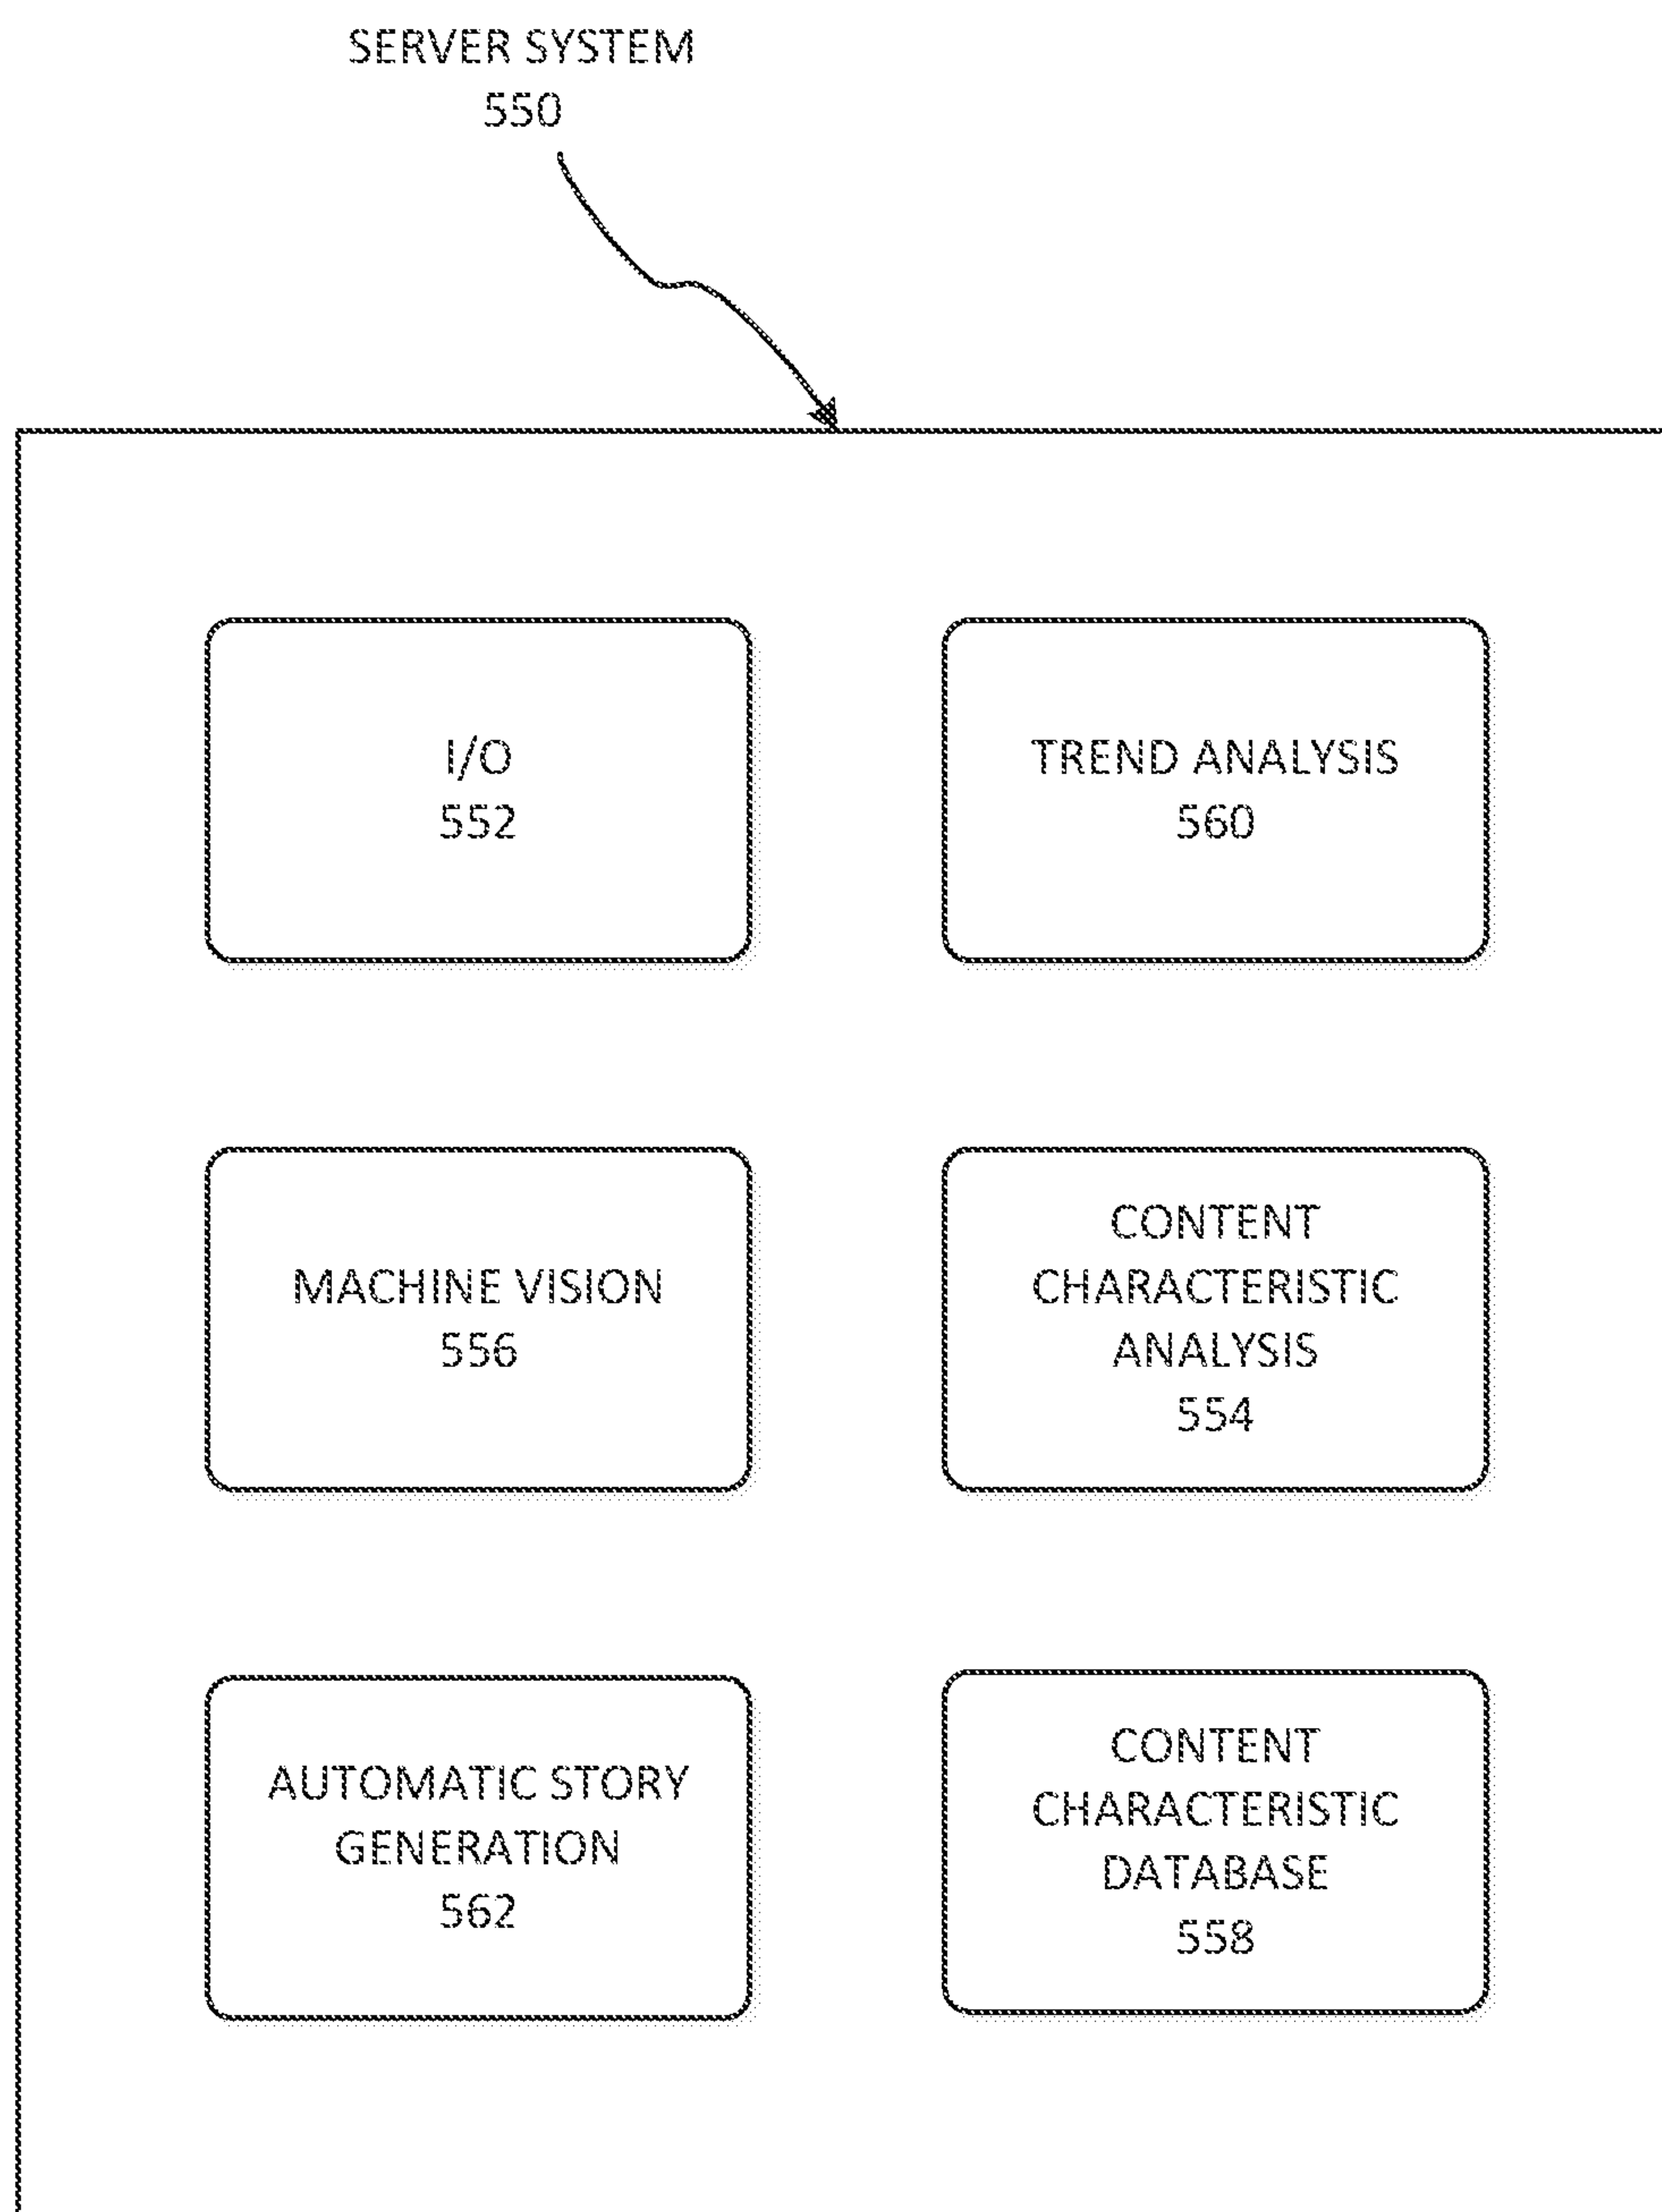 SERVER SYSTEM
550
I/O
552
TREND ANALYSIS
560
MACHINE VISION
556
CONTENT
CHARACTERISTIC
ANALYSIS
554
AUTOMATIC STORY
GENERATION
562
CONTENT
CHARACTERISTIC
DATABASE
558